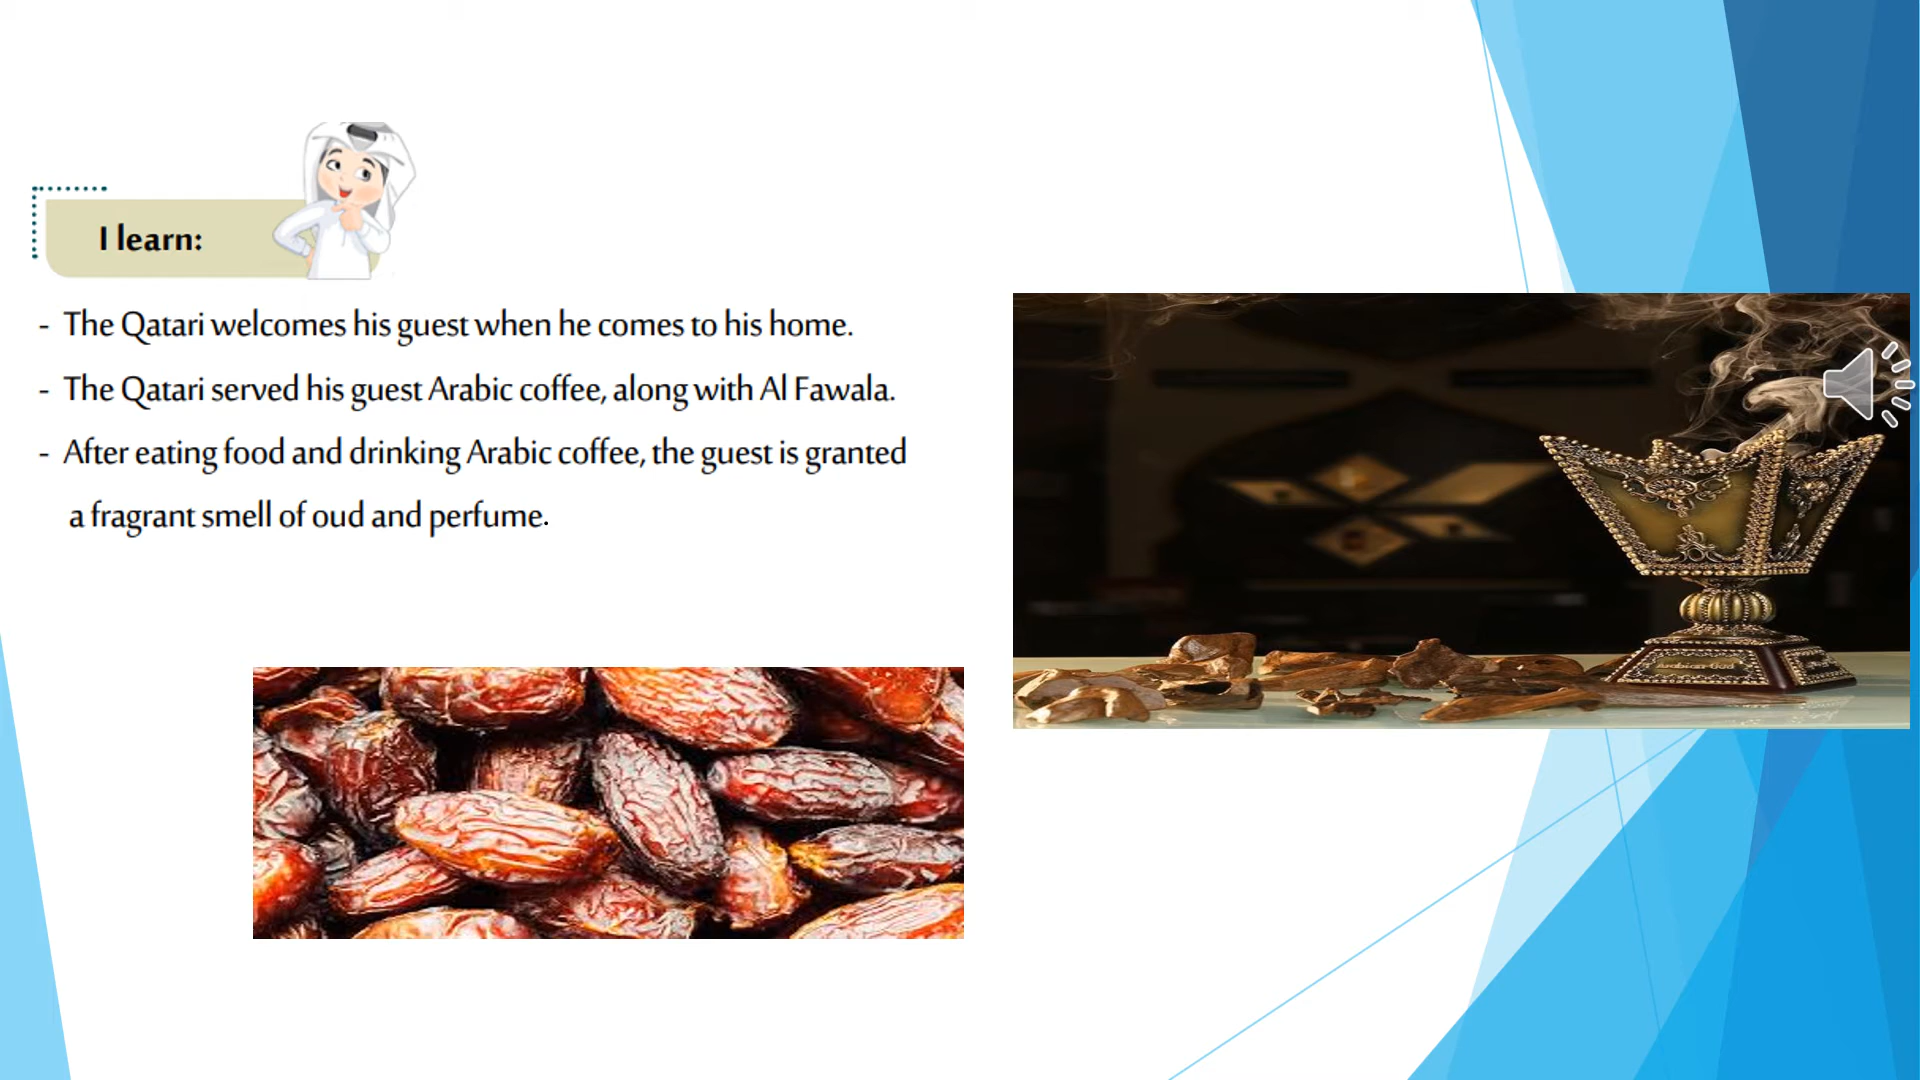 I learn:
- The Qatari welcomes his guest when he comes to his home.
- The Qatari served his guest Arabic coffee, along with Al Fawala.
- After eating food and drinking Arabic coffee, the guest is granted
a fragrant smell of oud and perfume.
Arabian Oud